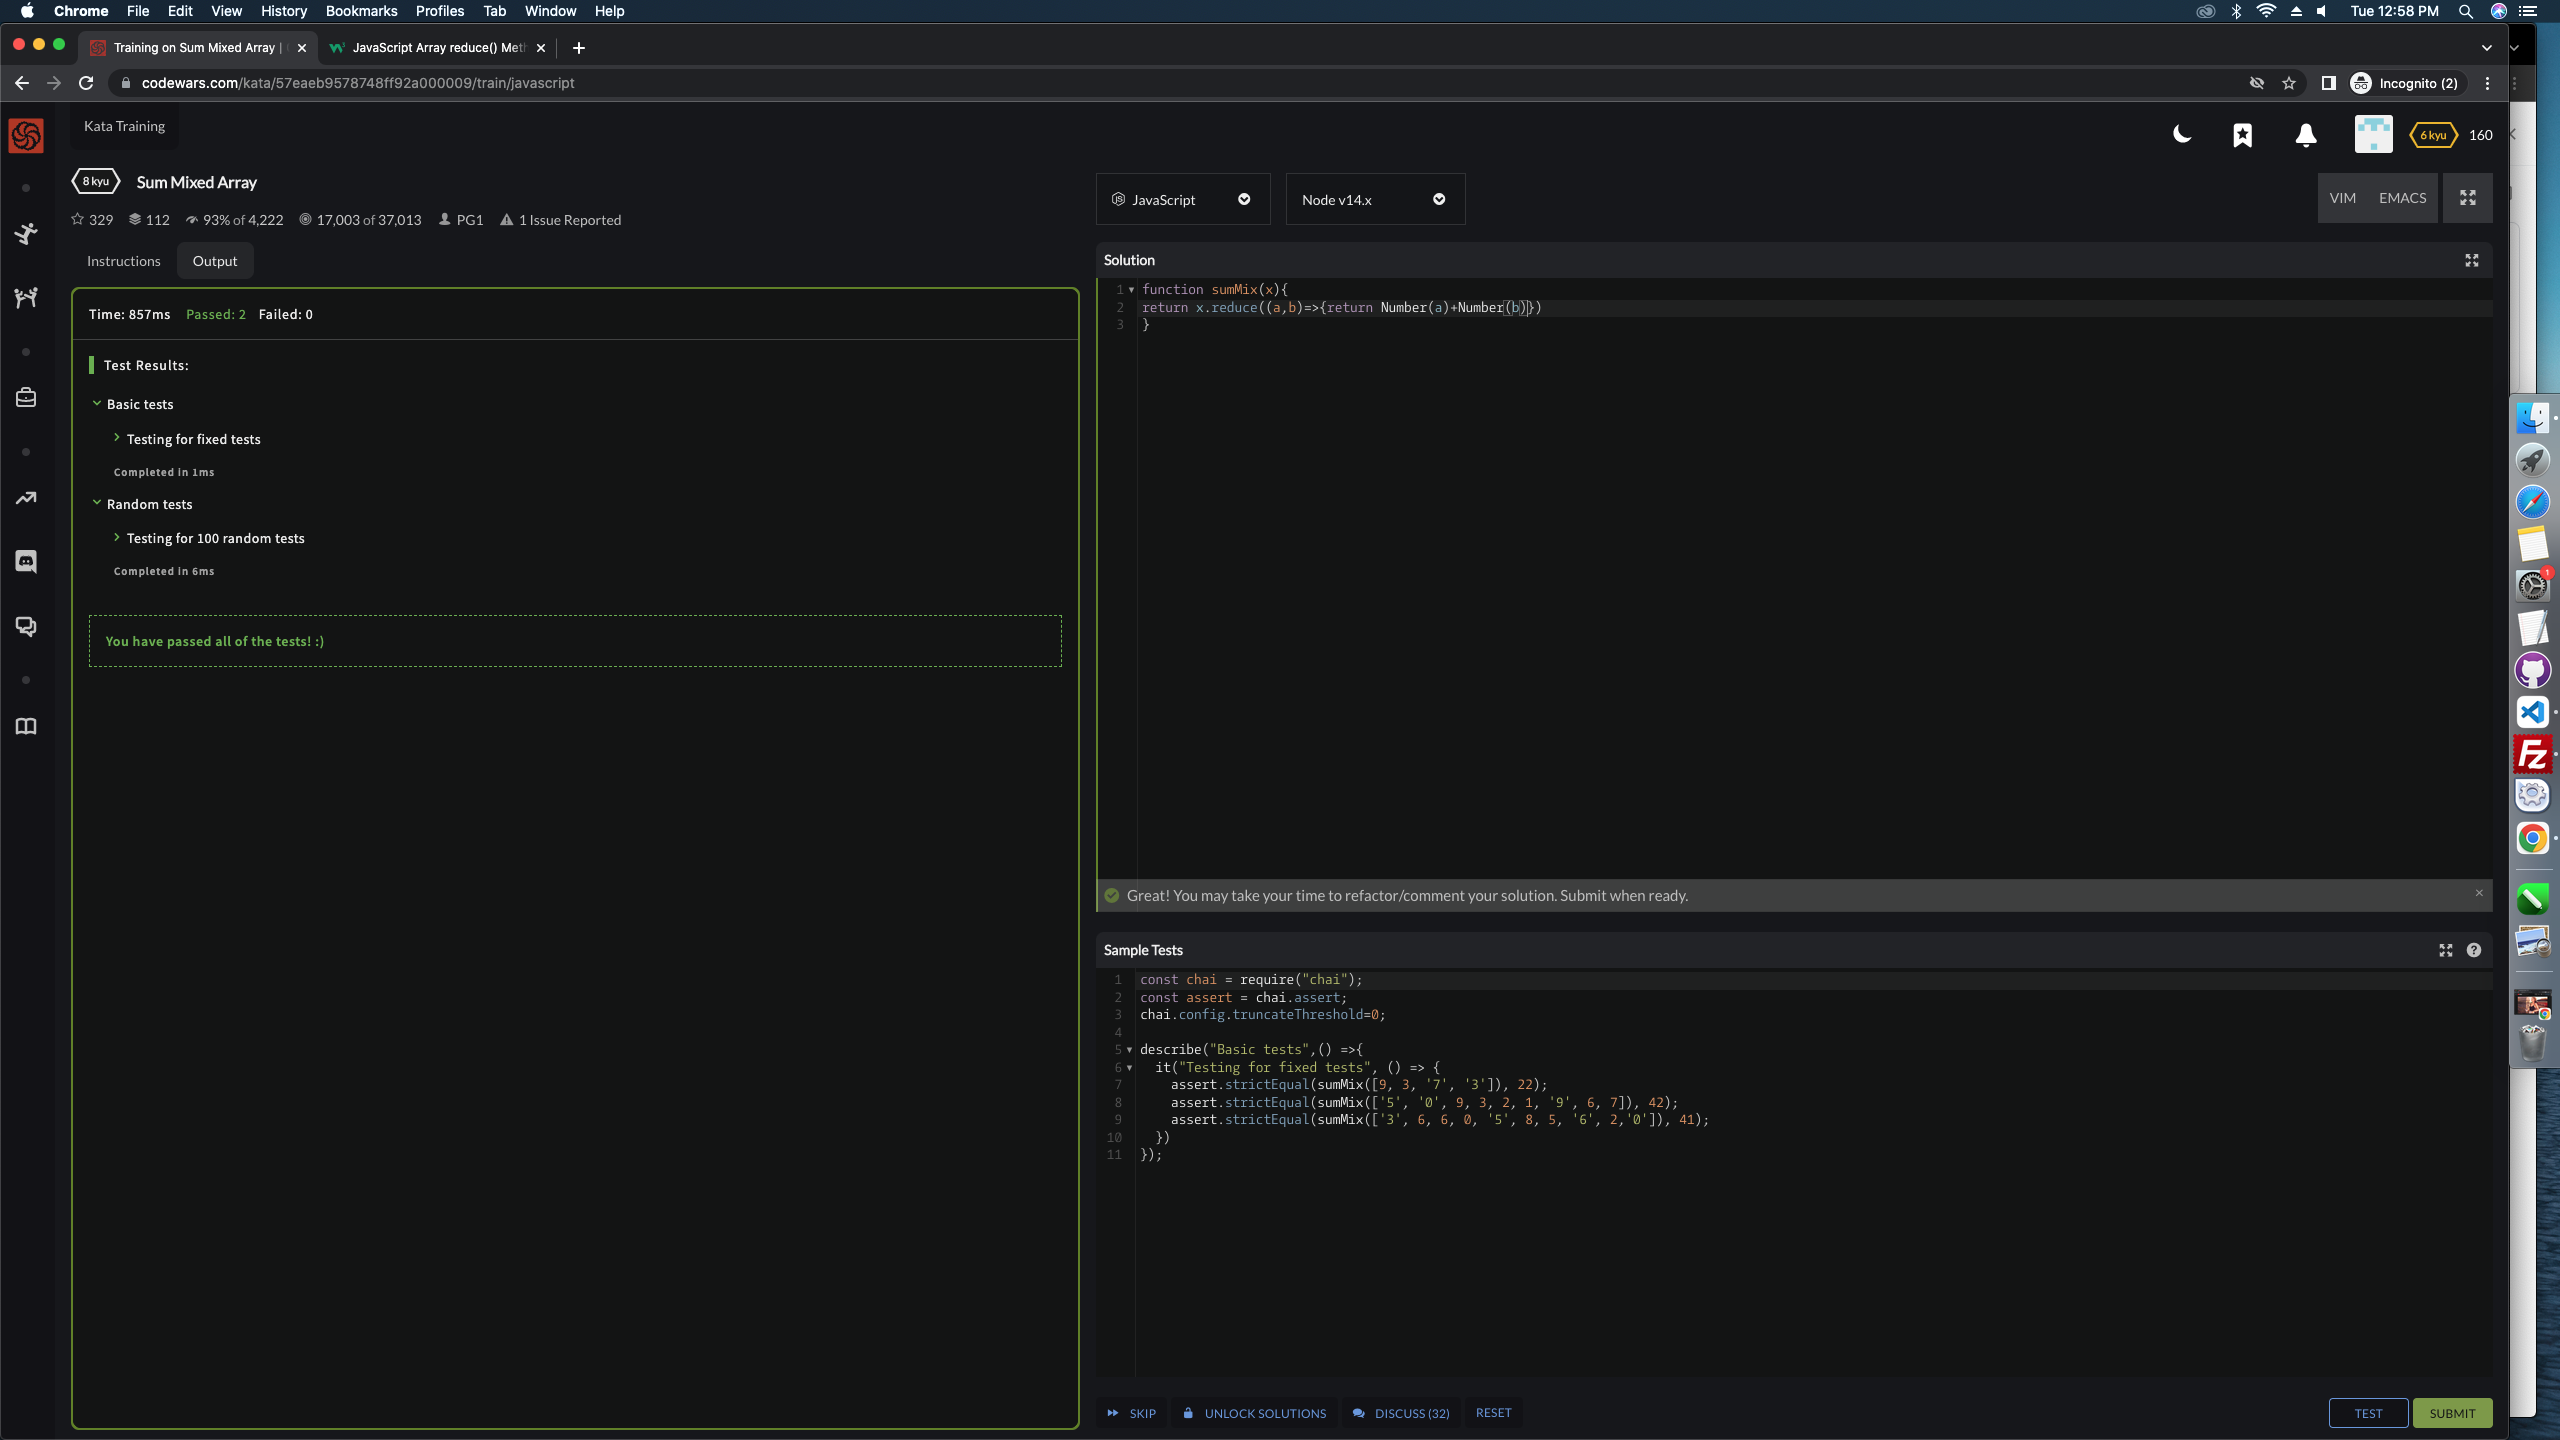 Chrome File Edit View History Bookmarks Profiles Tab Window Help Tue 12:58 PM
Training on Sum Mixed Array | JavaScript Array reduce() Meth
codewars.com/kata/57eaeb9578748ff92a000009/train/javascript Incognito (2)
Kata Training
6 kyu 160
8 kyu Sum Mixed Array
329 112 93% of 4,222 17,003 of 37,013 PG1 1 Issue Reported
JavaScript Node v14.x VIM EMACS
Instructions Output
Time: 857ms Passed: 2 Failed: 0
Test Results:
Basic tests
Testing for fixed tests
Completed in 1ms
Random tests
Testing for 100 random tests
Completed in 6ms
You have passed all of the tests! :)
Solution
1 function sumMix(x){
2 return x.reduce((a,b)=>{return Number(a)+Number(b)})
3 }
Great! You may take your time to refactor/comment your solution. Submit when ready.
Sample Tests
1 const chai = require("chai");
2 const assert = chai.assert;
3 chai.config.truncateThreshold=0;
4
5 describe("Basic tests",() =>{
6 it("Testing for fixed tests", () => {
7 assert.strictEqual(sumMix([9, 3, '7', '3']), 22);
8 assert.strictEqual(sumMix(['5', '0', 9, 3, 2, 1, '9', 6, 7]), 42);
9 assert.strictEqual(sumMix(['3', 6, 6, 0, '5', 8, 5, '6', 2,'0']), 41);
10 })
11 });
SKIP UNLOCK SOLUTIONS DISCUSS (32) RESET TEST SUBMIT
1
Fz